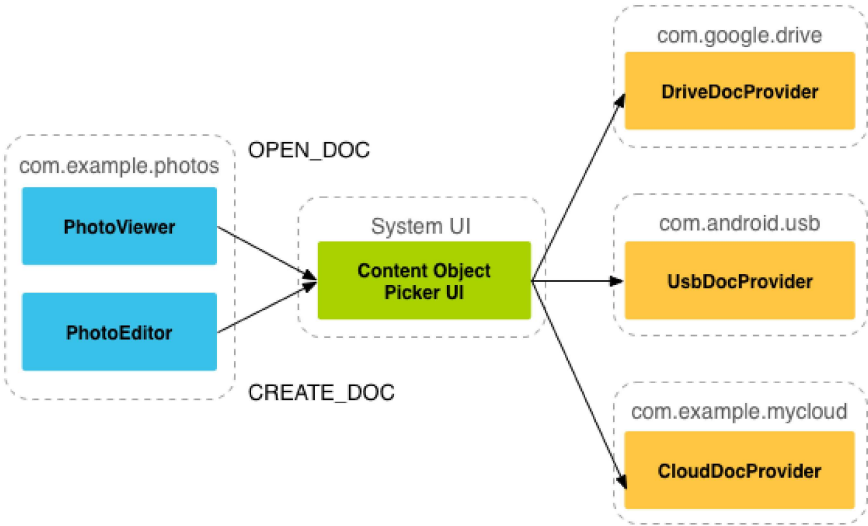 com.example.photos
PhotoViewer
PhotoEditor
OPEN_DOC
CREATE_DOC
System UI
Content Object
Picker UI
com.google.drive
DriveDocProvider
com.android.usb
UsbDocProvider
com.example.mycloud
CloudDocProvider